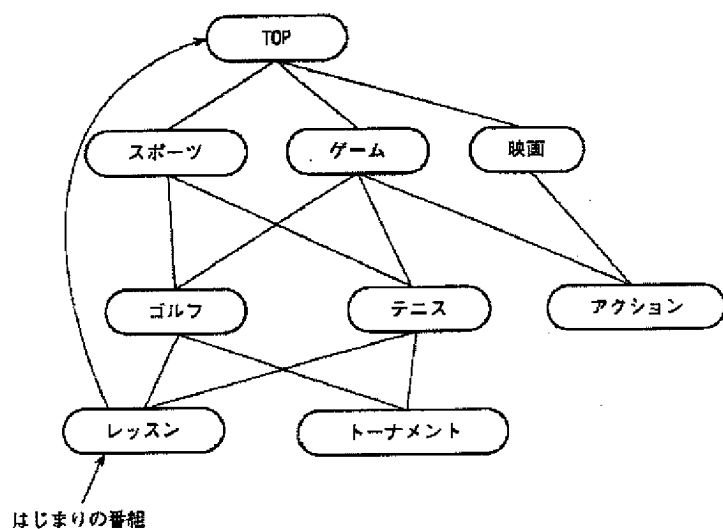 TOP
スポーツ
ゲーム
映画
ゴルフ
テニス
アクション
レッスン
トーナメント
はじまりの番組